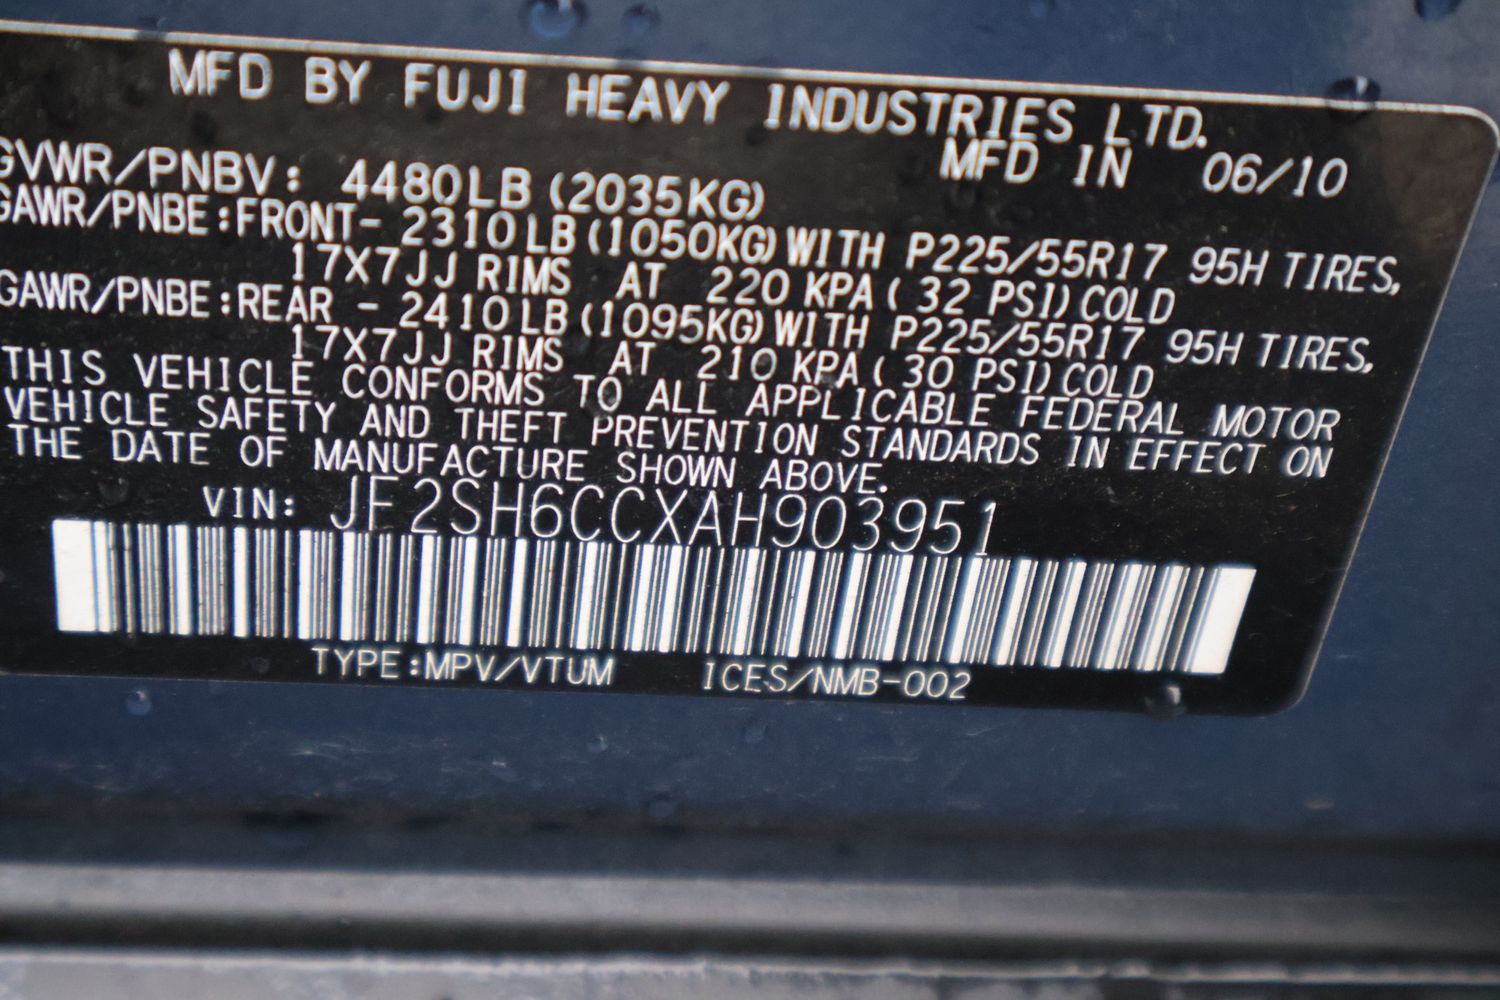 MFD BY FUJI HEAVY INDUSTRIES LTD.
MFD IN 06/10
GVWR/PNBV: 4480LB (2035KG)
GAWR/PNBE:FRONT- 2310LB (1050KG) WITH P225/55R17 95H TIRES,
17X7JJ RIMS AT 220 KPA ( 32 PSI) COLD
GAWR/PNBE:REAR - 2410LB (1095KG) WITH P225/55R17 95H TIRES,
17X7JJ RIMS AT 210 KPA ( 30 PSI) COLD
THIS VEHICLE CONFORMS TO ALL APPLICABLE FEDERAL MOTOR
VEHICLE SAFETY AND THEFT PREVENTION STANDARDS IN EFFECT ON
THE DATE OF MANUFACTURE SHOWN ABOVE.
VIN: JF2SH6CCXAH903951
TYPE:MPV/VTUM ICES/NMB-002